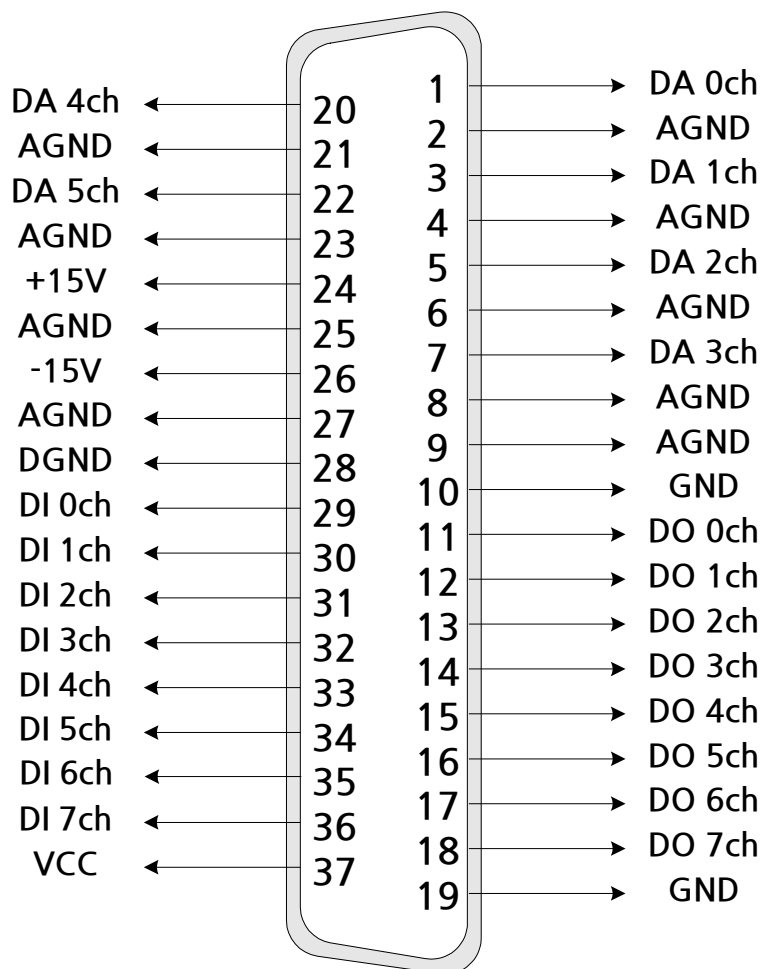 DA 4ch 20 1 DA 0ch
AGND 21 2 AGND
DA 5ch 22 3 DA 1ch
AGND 23 4 AGND
+15V 24 5 DA 2ch
AGND 25 6 AGND
-15V 26 7 DA 3ch
AGND 27 8 AGND
DGND 28 9 AGND
DI 0ch 29 10 GND
DI 1ch 30 11 DO 0ch
DI 2ch 31 12 DO 1ch
DI 3ch 32 13 DO 2ch
DI 4ch 33 14 DO 3ch
DI 5ch 34 15 DO 4ch
DI 6ch 35 16 DO 5ch
DI 7ch 36 17 DO 6ch
VCC 37 18 DO 7ch
19 GND